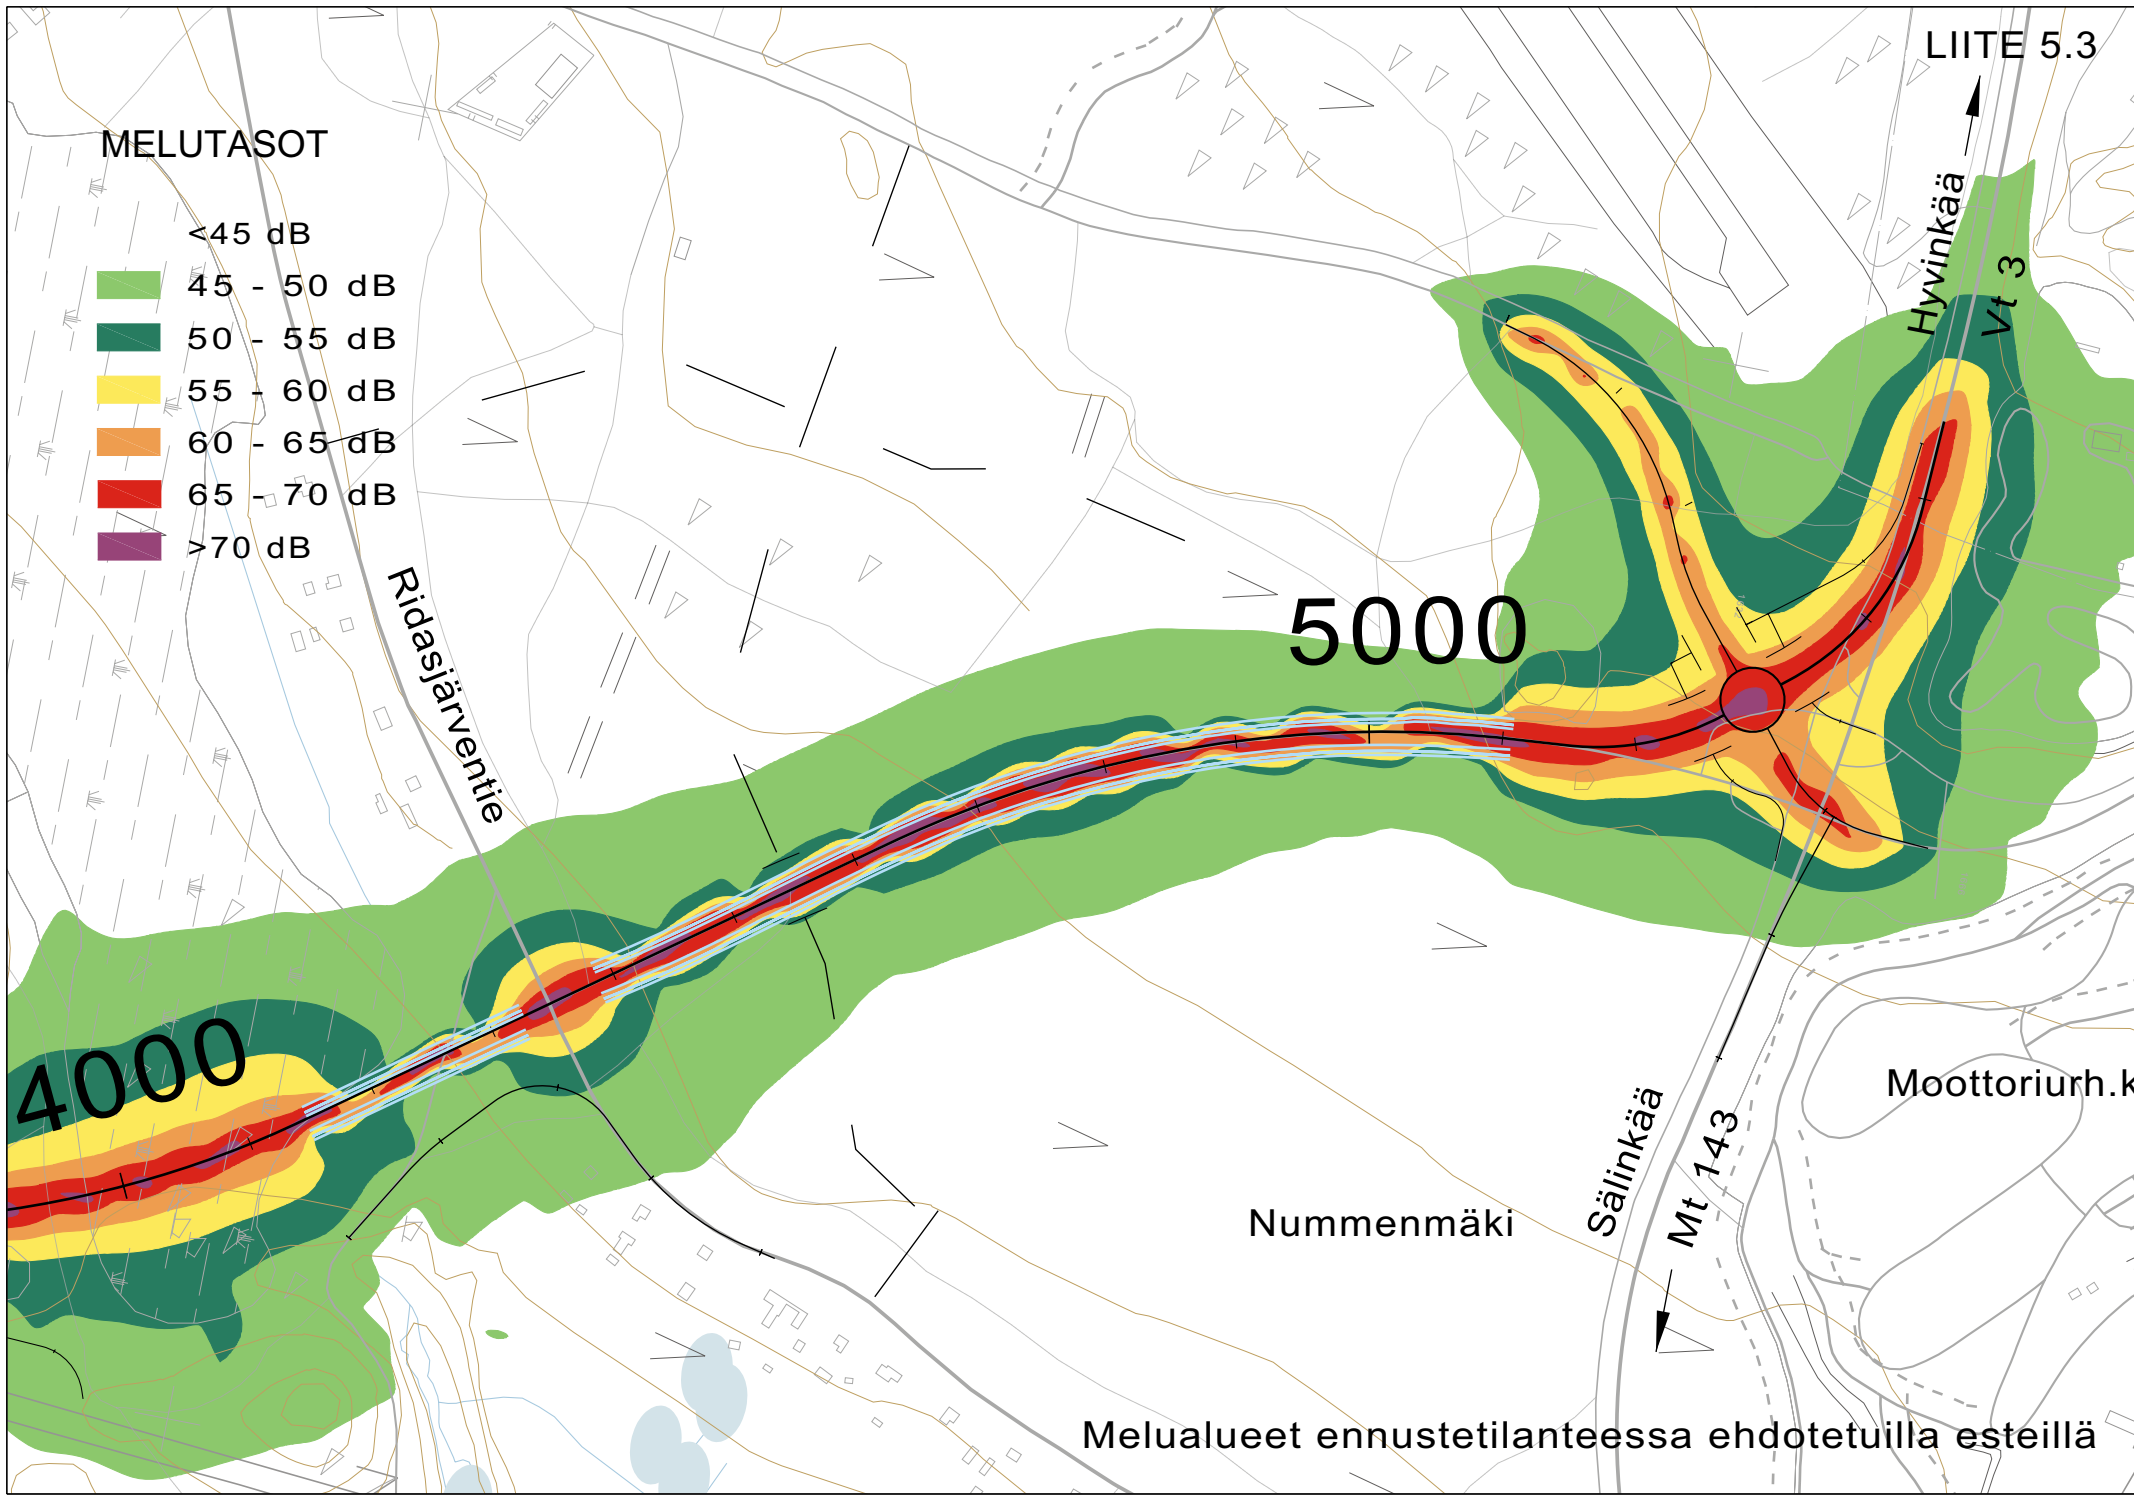 LIITE 5.3
MELUTASOT
<45 dB
45 - 50 dB
50 - 55 dB
55 - 60 dB
60 - 65 dB
65 - 70 dB
>70 dB
Hyvinkää
Vt 3
Ridasjärventie
5000
4000
Moottoriurh.k
Sälinkää
Mt 143
Nummenmäki
Melualueet ennustetilanteessa ehdotetuilla esteillä